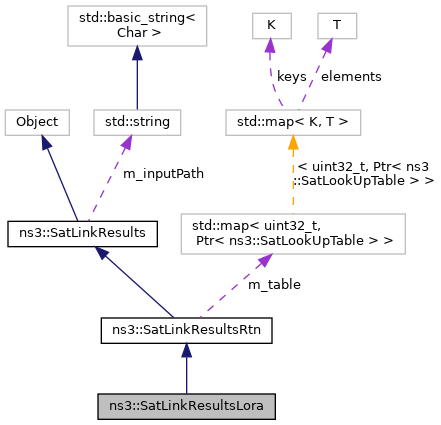 std::basic_string<
Char >
K
T
keys
elements
Object
std::string
std::map< K, T >
m_inputPath
< uint32_t, Ptr< ns3
::SatLookUpTable > >
ns3::SatLinkResults
std::map< uint32_t,
Ptr< ns3::SatLookUpTable > >
m_table
ns3::SatLinkResultsRtn
ns3::SatLinkResultsLora